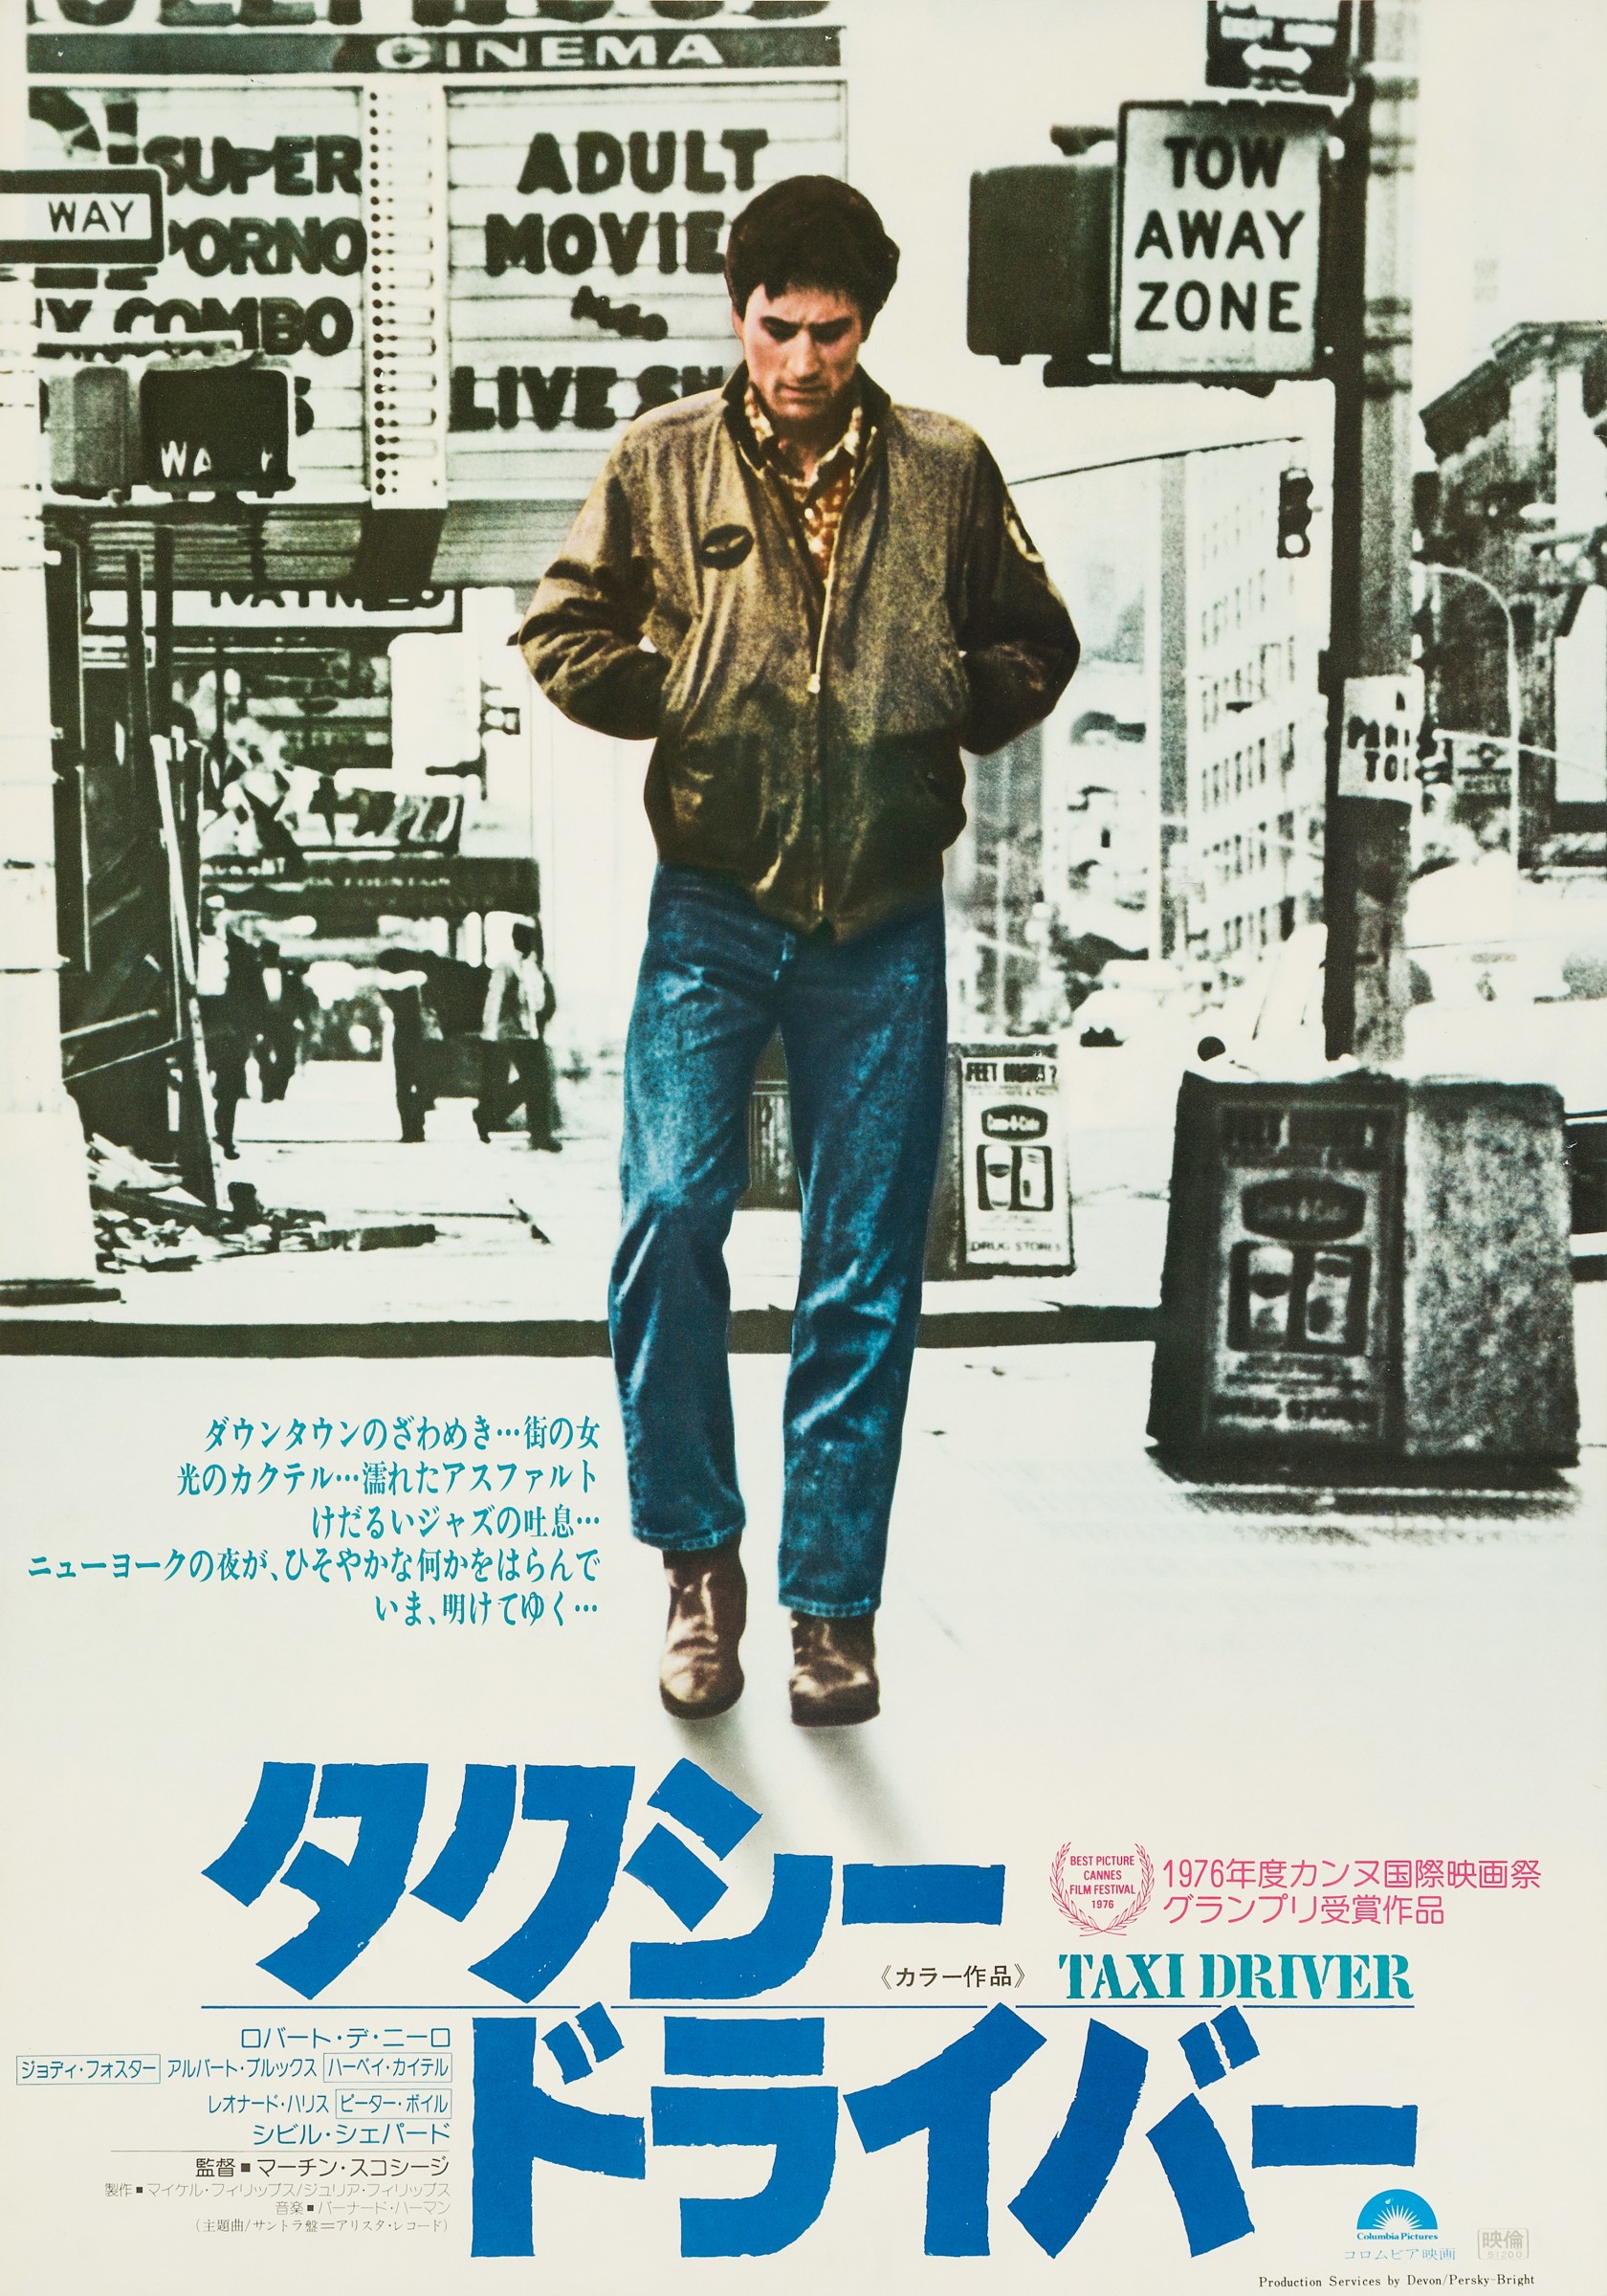 CINEMA
SUPER
ADULT
TOW
WAY
PORNO
MOVIE
AWAY
COMBO
ALSO
ZONE
LIVE SH
DRUG STORES
ダウンタウンのざわめき…街の女
光のカクテル…濡れたアスファルト
けだるいジャズの吐息…
ニューヨークの夜が、ひそやかな何かをはらんで
いま、明けてゆく…
タクシー
BEST PICTURE
CANNES
FILM FESTIVAL
1976
1976年度カンヌ国際映画祭
グランプリ受賞作品
《カラー作品》
TAXI DRIVER
ドライバー
ロバート・デ・ニーロ
ジョディ・フォスター アルバート・ブルックス ハーベイ・カイテル
レオナード・ハリス ピーター・ボイル
シビル・シェパード
監督■マーチン・スコシージ
製作■マイケル・フィリップス/ジュリア・フィリップス
音楽■バーナード・ハーマン
(主題曲/サントラ盤=アリスタ・レコード)
Columbia Pictures
コロムビア映画
映倫
51200
Production Services by Devon/Persky-Bright